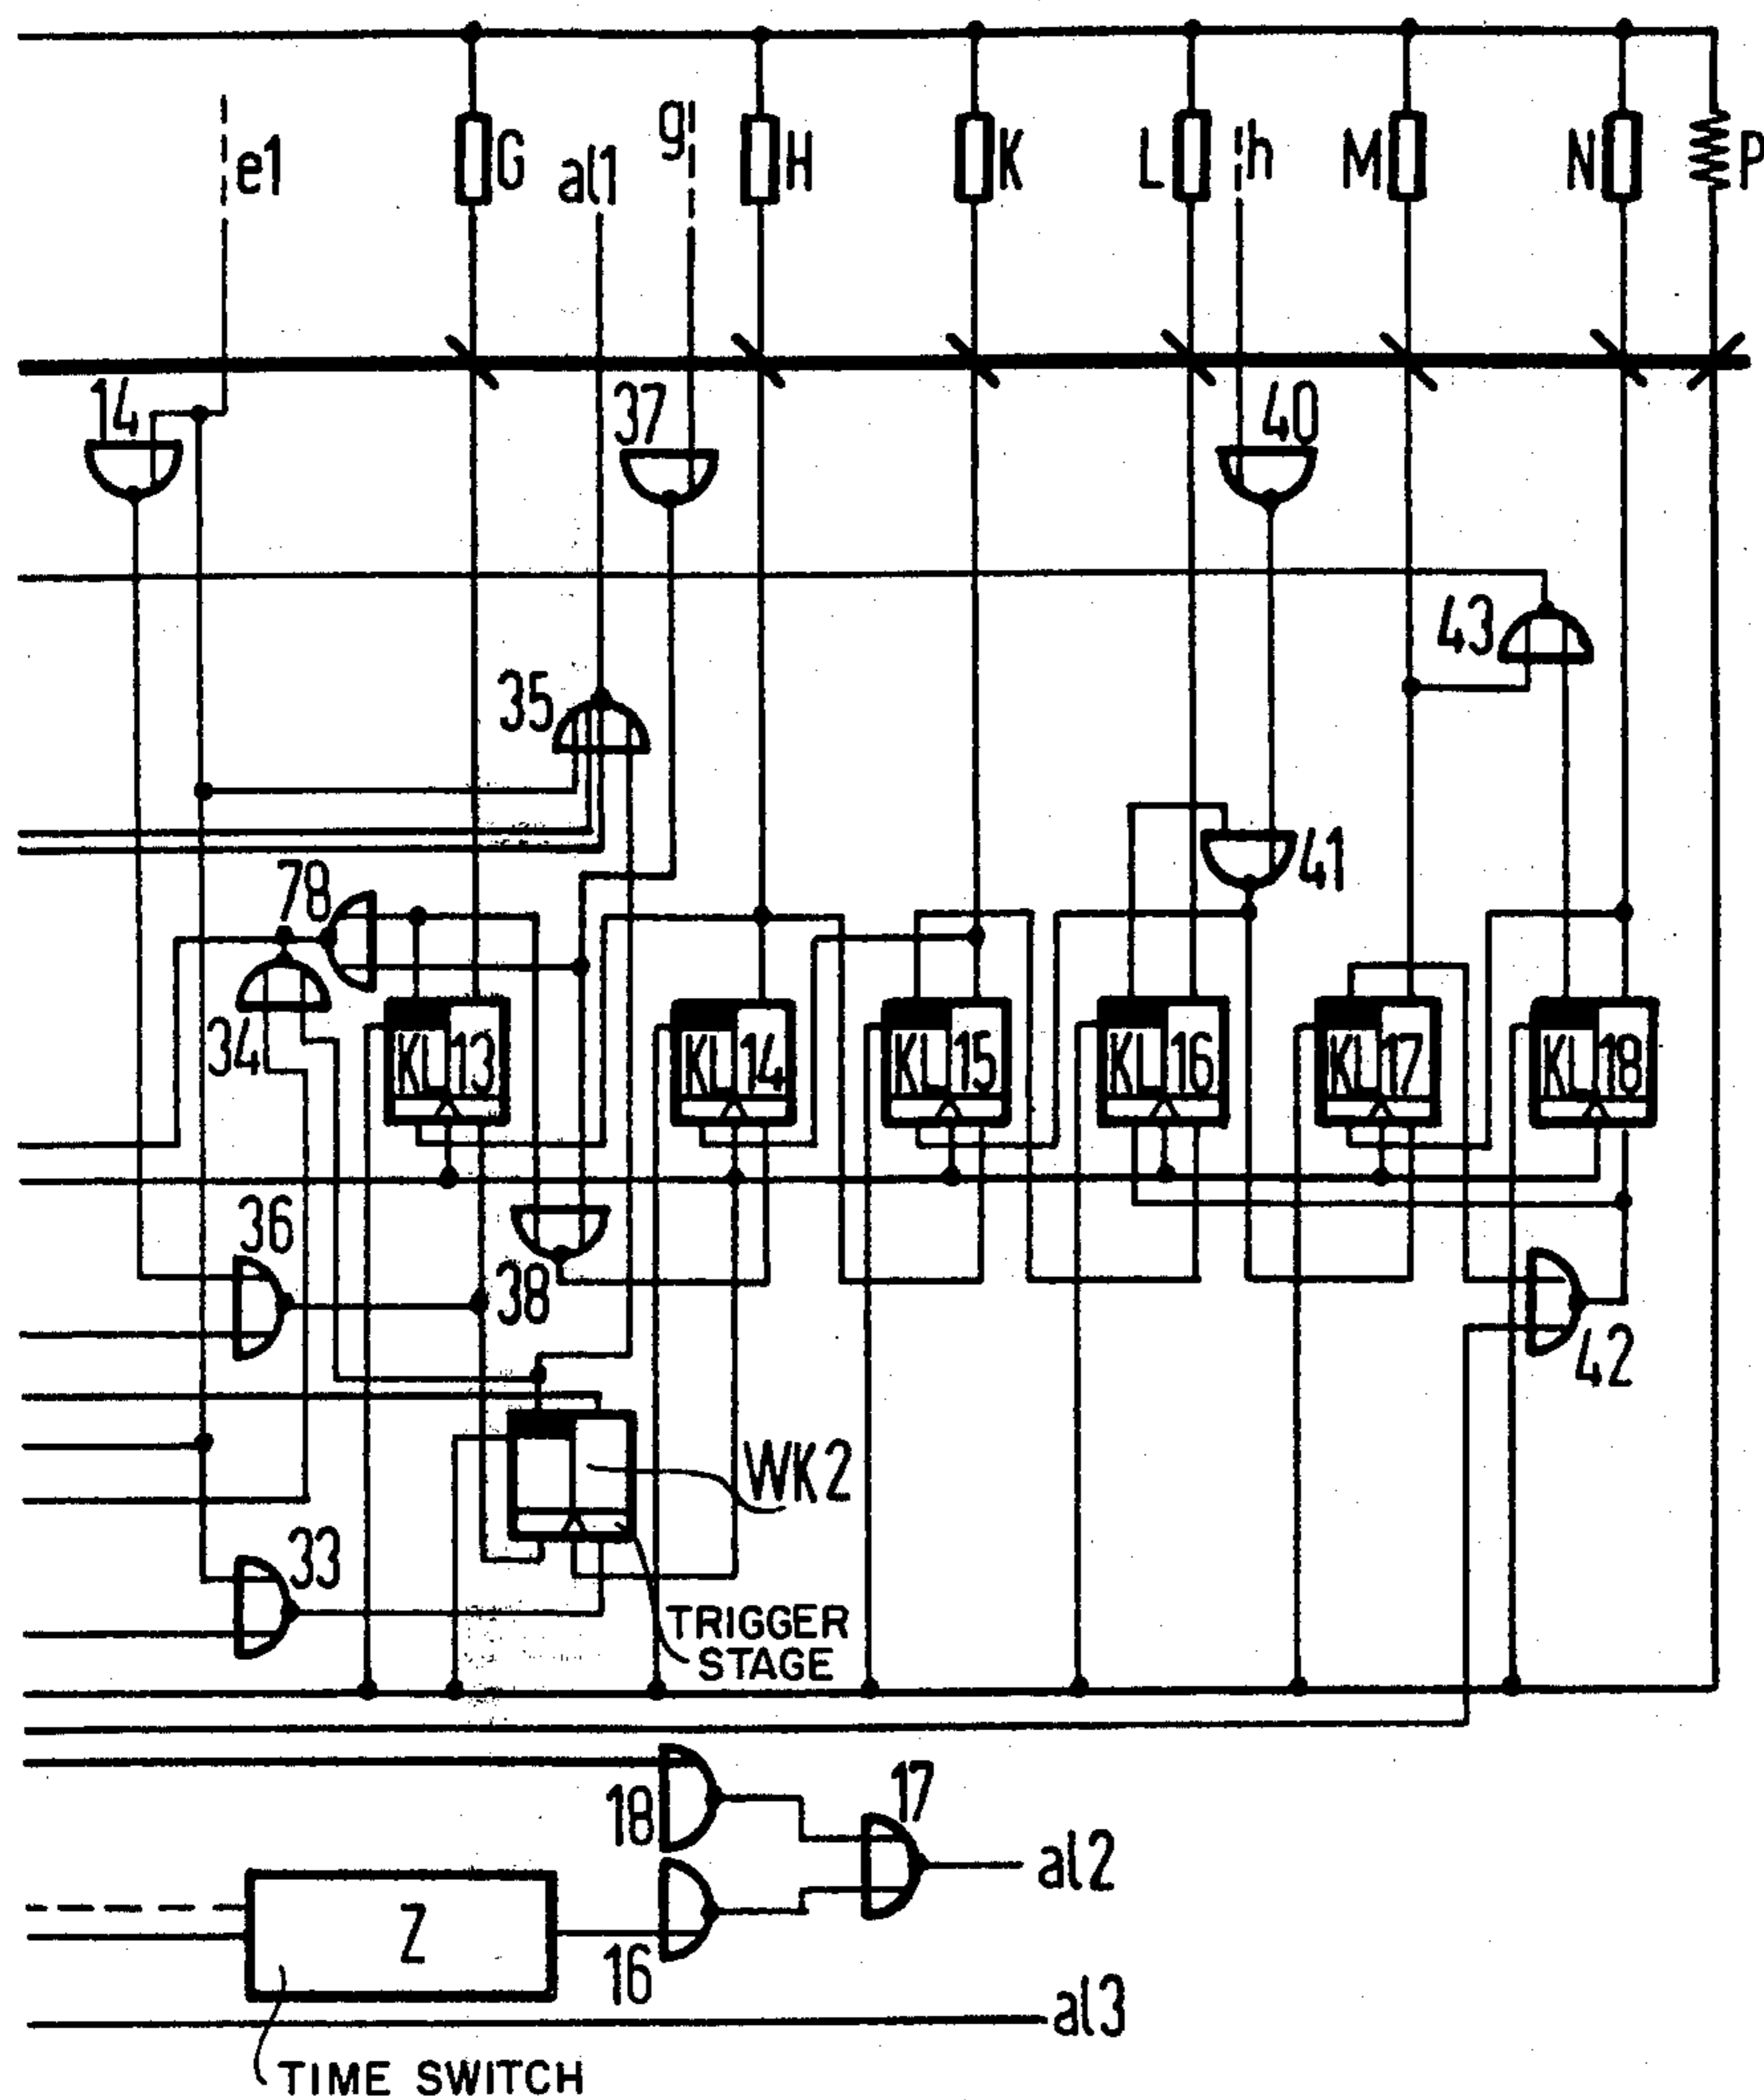 e1
G
al1
g
H
K
L
h
M
N
P
14
37
40
43
35
41
78
34
KL 13
KL 14
KL 15
KL 16
KL 17
KL 18
36
38
42
WK2
33
TRIGGER
STAGE
18
17
al2
Z
16
al3
TIME SWITCH